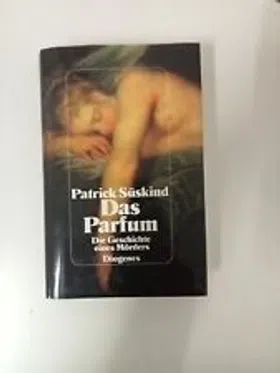 Patrick Süskind
Das
Parfum
Die Geschichte
eines Mörders
Diogenes